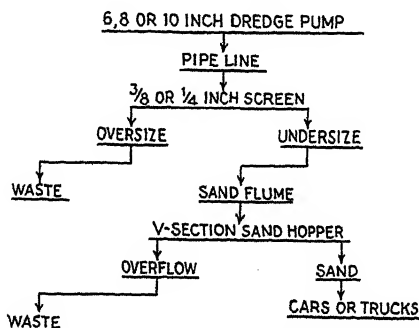 6,8 OR 10 INCH DREDGE PUMP
PIPE LINE
3/8 OR 1/4 INCH SCREEN
OVERSIZE
UNDERSIZE
WASTE
SAND FLUME
V-SECTION SAND HOPPER
OVERFLOW
SAND
WASTE
CARS OR TRUCKS